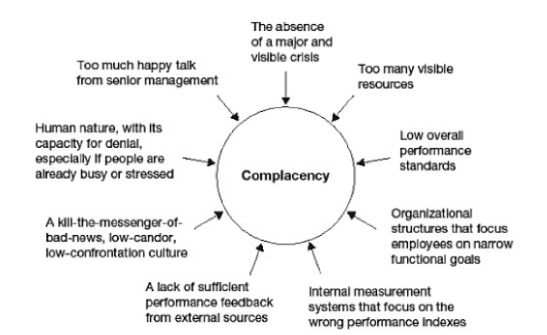 The absence
of a major and
visible crisis
Too many visible
resources
Low overall
performance
standards
Organizational
structures that focus
employees on narrow
functional goals
Internal measurement
systems that focus on the
wrong performance indexes
A lack of sufficient
performance feedback
from external sources
A kill-the-messenger-of-
bad-news, low-candor,
low-confrontation culture
Human nature, with its
capacity for denial,
especially if people are
already busy or stressed
Too much happy talk
from senior management
Complacency